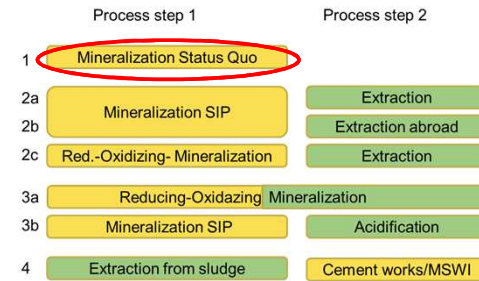 Process step 1 Process step 2
1 Mineralization Status Quo
2a Extraction
Mineralization SIP
2b Extraction abroad
2c Red.-Oxidizing- Mineralization Extraction
3a Reducing-Oxidazing Mineralization
3b Mineralization SIP Acidification
4 Extraction from sludge Cement works/MSWI